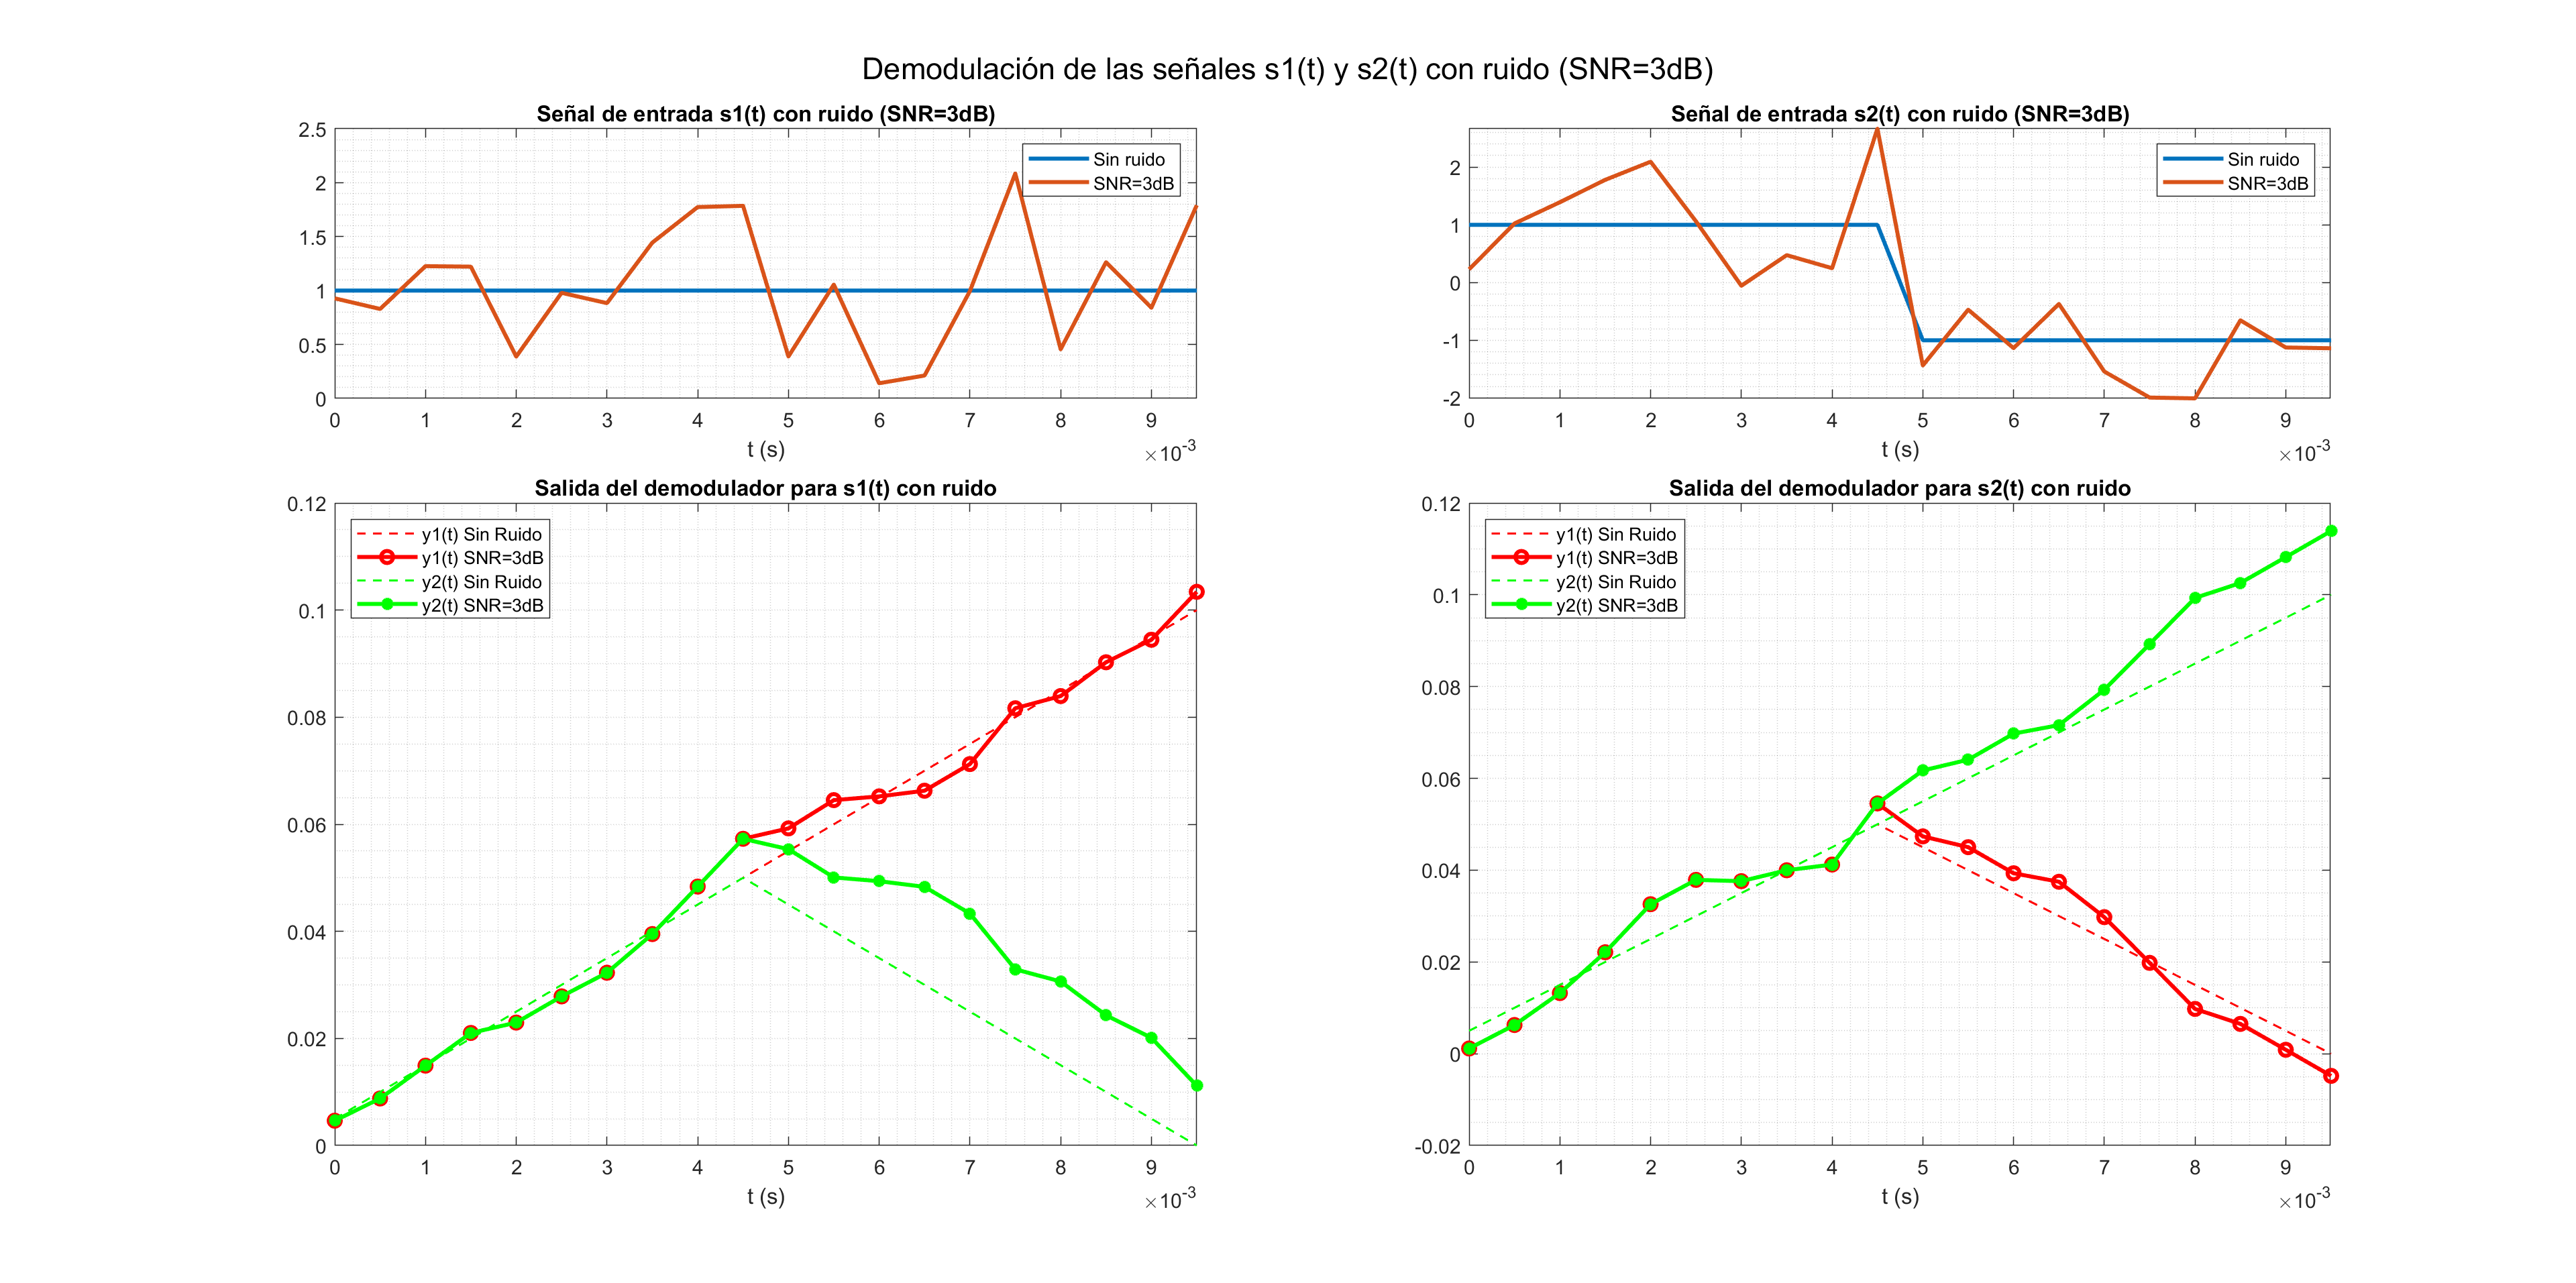 Demodulación de las señales s1(t) y s2(t) con ruido (SNR=3dB)
Señal de entrada s1(t) con ruido (SNR=3dB)
2.5
2
1.5
1
0.5
0
0 1 2 3 4 5 6 7 8 9
t (s)
×10-3
Sin ruido
SNR=3dB
Señal de entrada s2(t) con ruido (SNR=3dB)
2
1
0
-1
-2
0 1 2 3 4 5 6 7 8 9
t (s)
×10-3
Sin ruido
SNR=3dB
Salida del demodulador para s1(t) con ruido
0.12
0.1
0.08
0.06
0.04
0.02
0
0 1 2 3 4 5 6 7 8 9
t (s)
×10-3
y1(t) Sin Ruido
y1(t) SNR=3dB
y2(t) Sin Ruido
y2(t) SNR=3dB
Salida del demodulador para s2(t) con ruido
0.12
0.1
0.08
0.06
0.04
0.02
0
-0.02
0 1 2 3 4 5 6 7 8 9
t (s)
×10-3
y1(t) Sin Ruido
y1(t) SNR=3dB
y2(t) Sin Ruido
y2(t) SNR=3dB